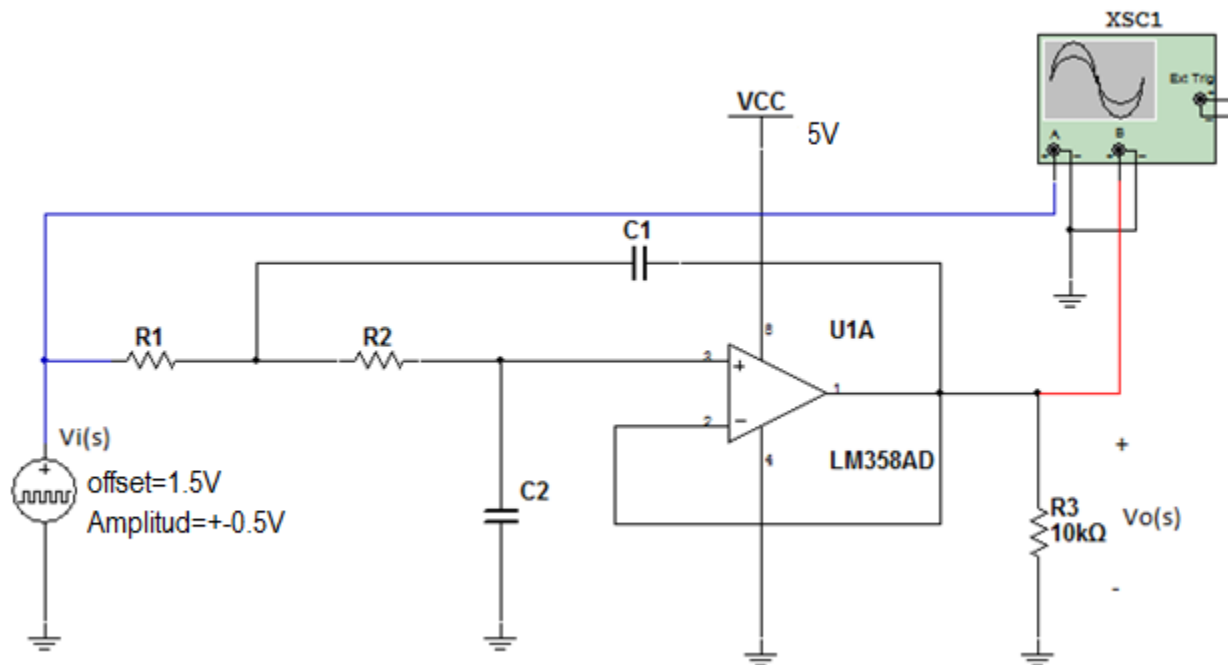 XSC1
Ext Trig
+
-
A
B
+ - + -
VCC
5V
C1
R1
R2
8
U1A
3
+
1
2
-
4
LM358AD
Vi(s)
+
offset=1.5V
Amplitud=+-0.5V
C2
+
R3
10kΩ
Vo(s)
-